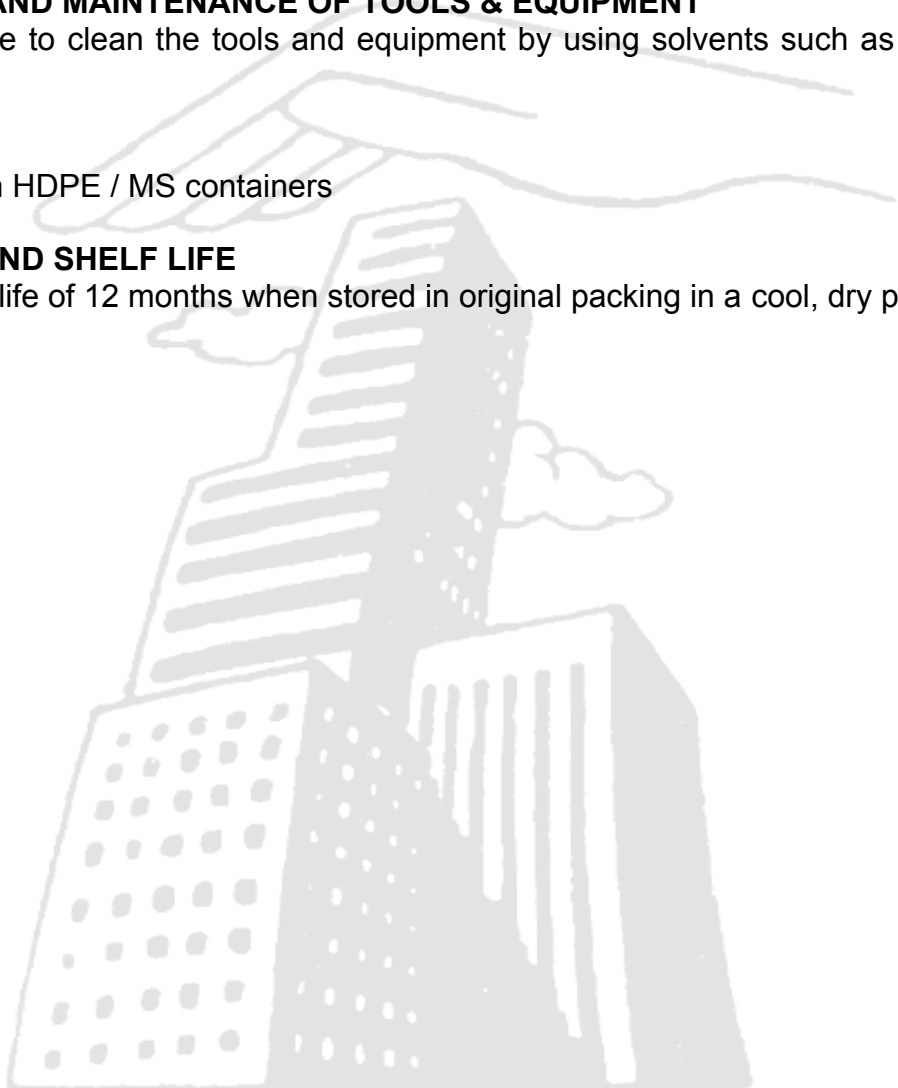 AND MAINTENANCE OF TOOLS & EQUIPMENT
e to clean the tools and equipment by using solvents such as
HDPE / MS containers
ND SHELF LIFE
life of 12 months when stored in original packing in a cool, dry p